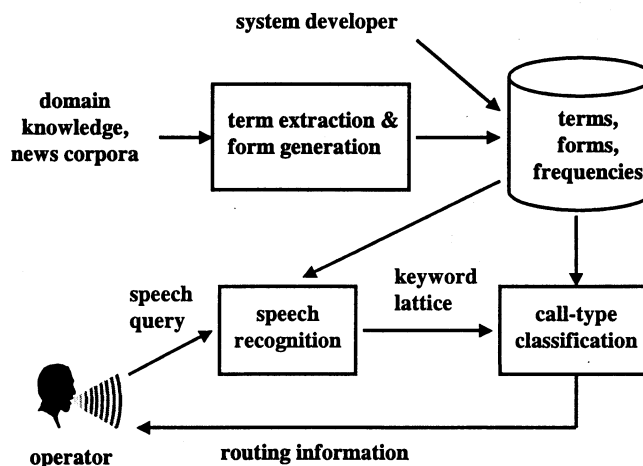 system developer
domain
knowledge,
news corpora
term extraction &
form generation
terms,
forms,
frequencies
speech
query
speech
recognition
keyword
lattice
call-type
classification
operator
routing information